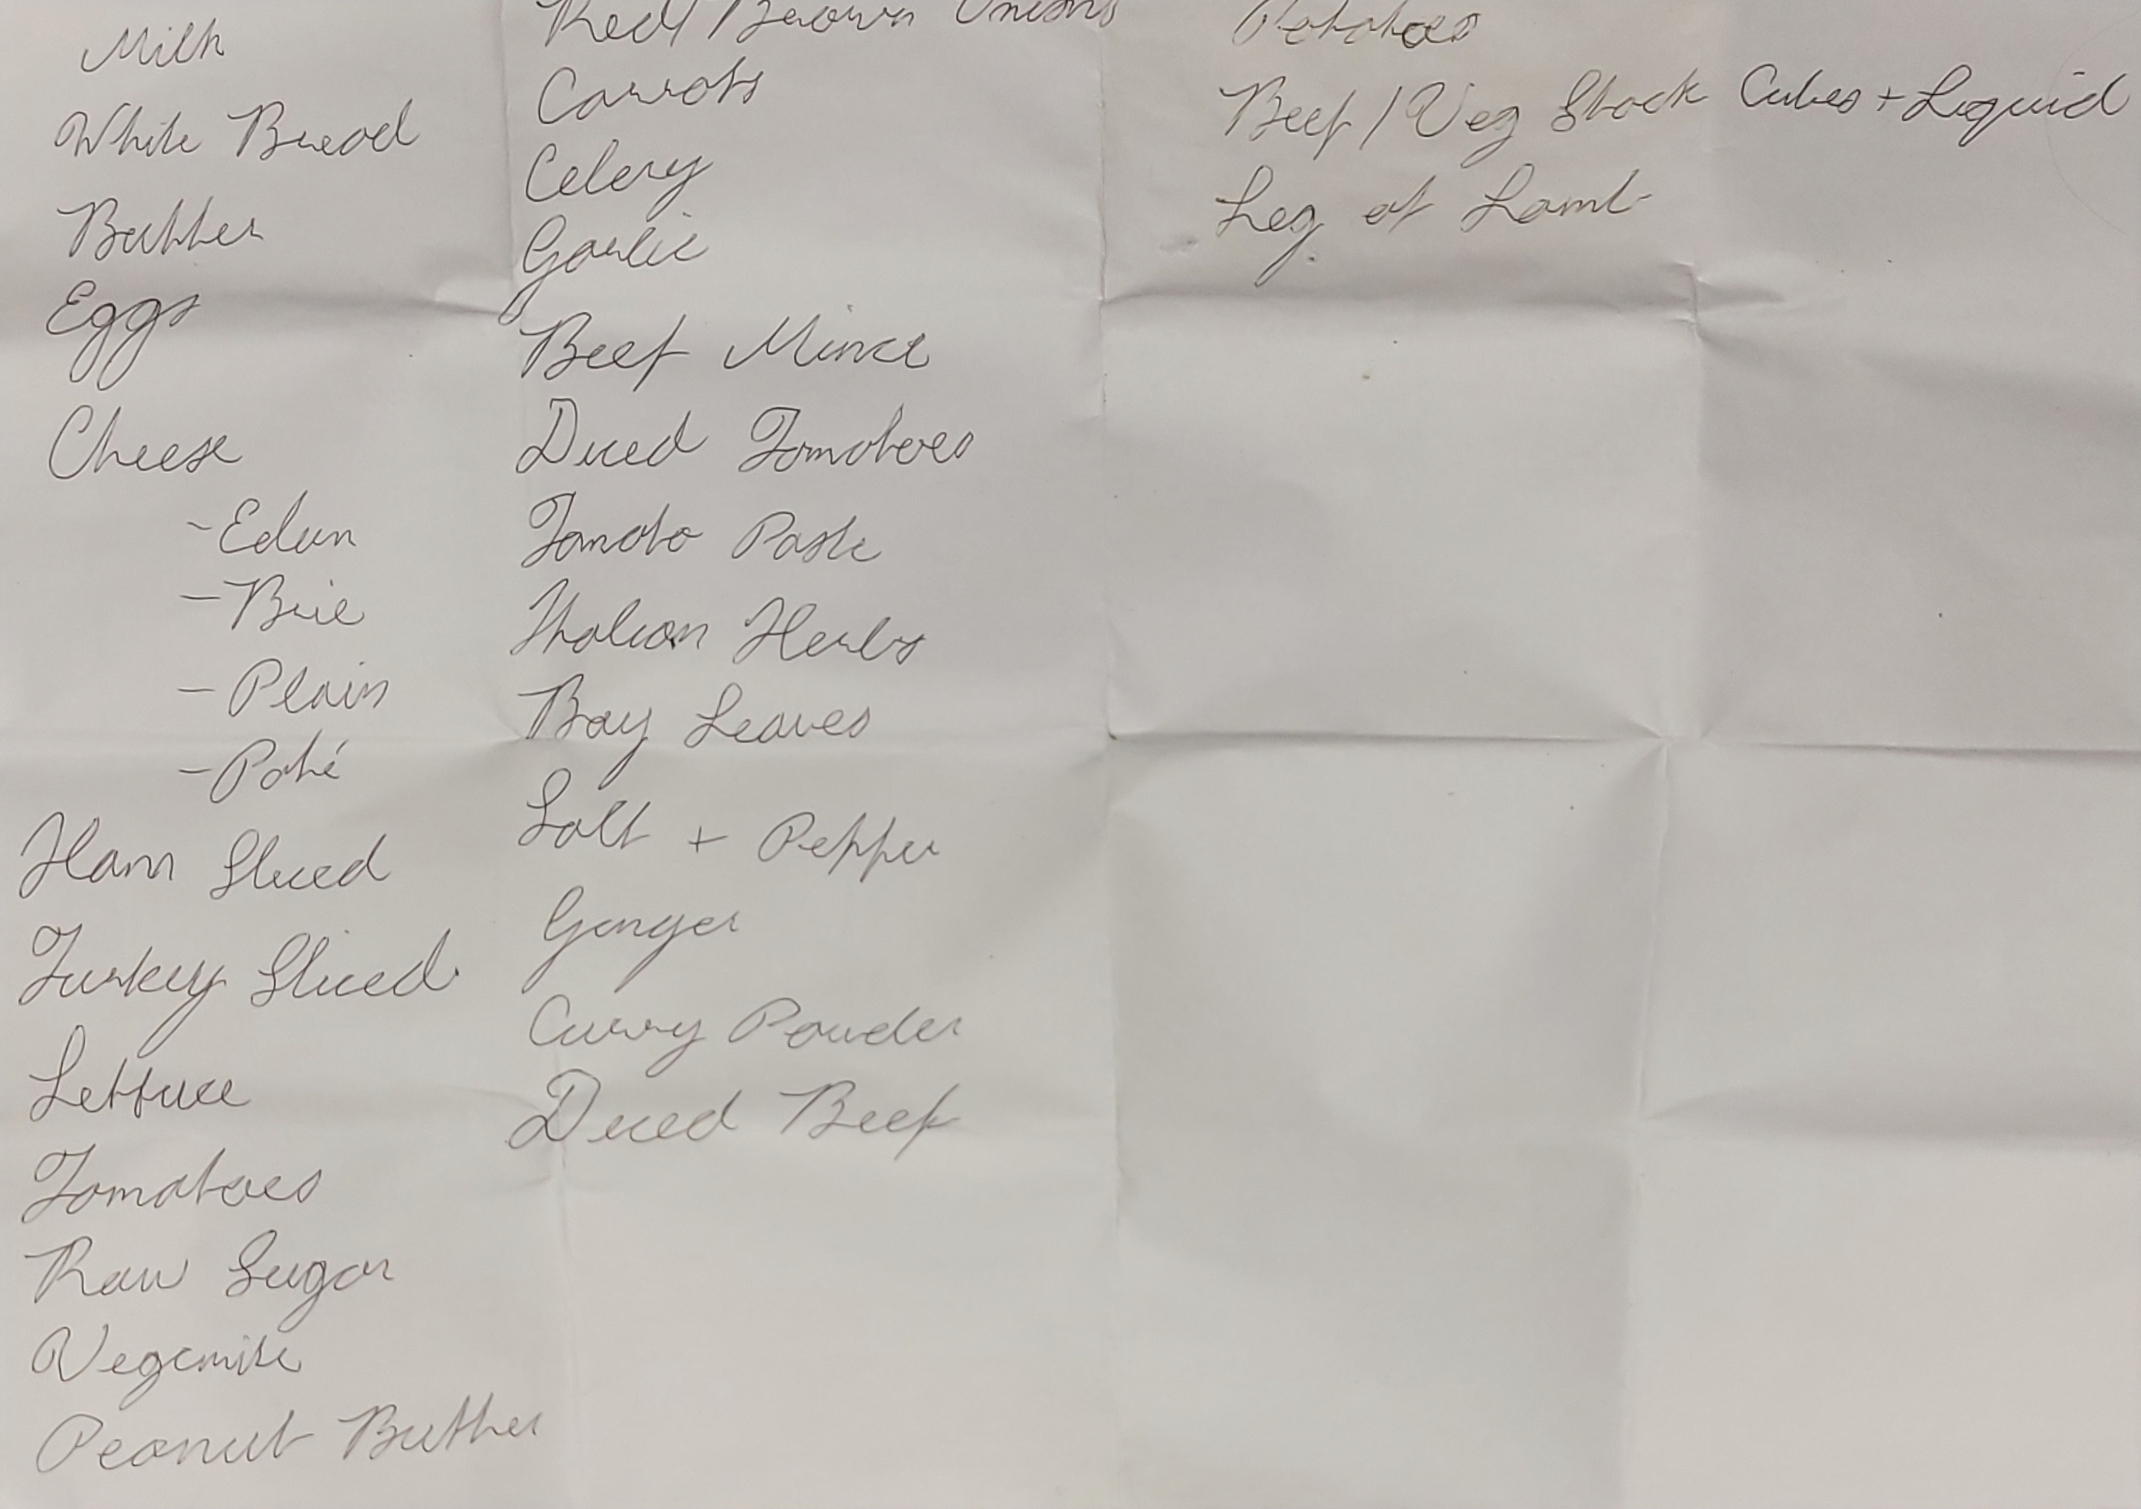 Milk
White Bread
Butter
Eggs
Cheese
-Edam
-Brie
-Plain
-Paté
Ham Sliced
Turkey Sliced
Lettuce
Tomatoes
Raw Sugar
Vegemite
Peanut Butter
Red/Brown Onions
Carrots
Celery
Garlic
Beef Mince
Diced Tomatoes
Tomato Paste
Italian Herbs
Bay Leaves
Salt + Pepper
Ginger
Curry Powder
Diced Beef
Potatoes
Beef/Veg Stock Cubes + Liquid
Leg of Lamb